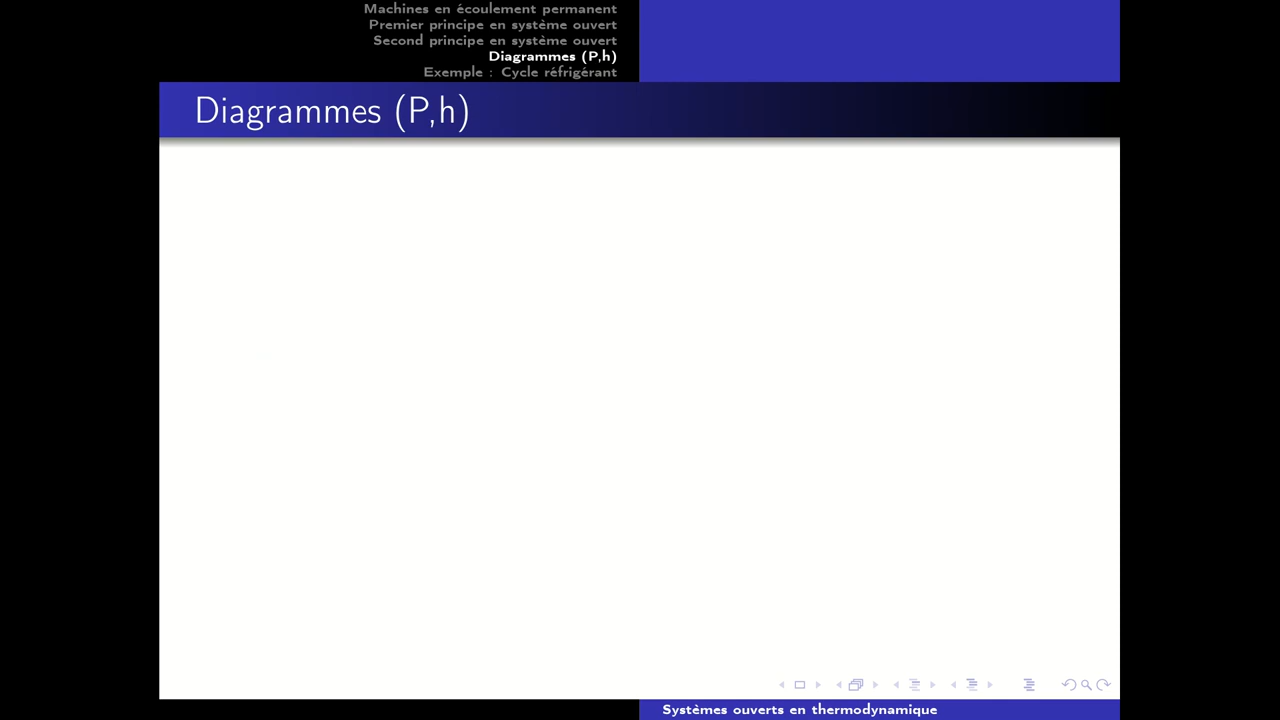 Machines en écoulement permanent
Premier principe en système ouvert
Second principe en système ouvert
Diagrammes (P,h)
Exemple : Cycle réfrigérant
Diagrammes (P,h)
Systèmes ouverts en thermodynamique